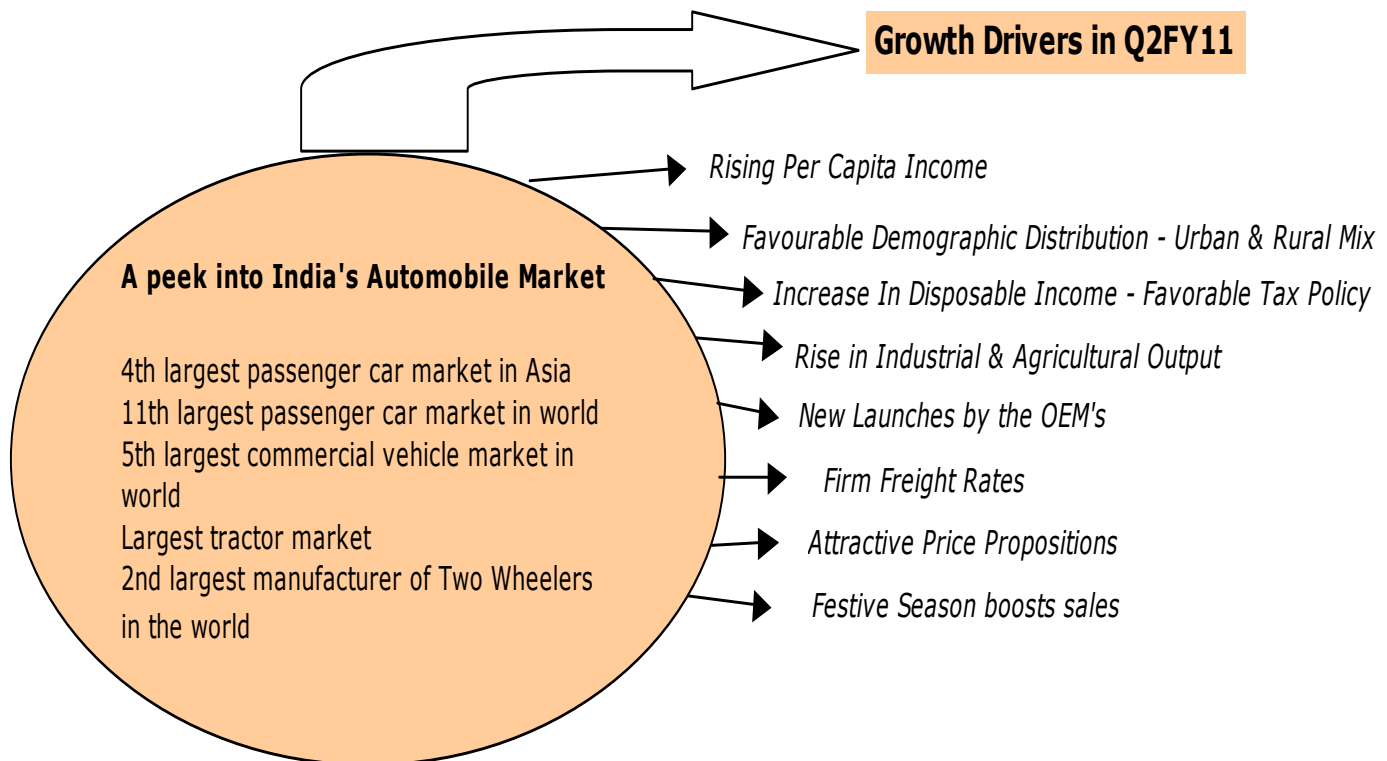 Growth Drivers in Q2FY11
Rising Per Capita Income
Favourable Demographic Distribution - Urban & Rural Mix
Increase In Disposable Income - Favorable Tax Policy
Rise in Industrial & Agricultural Output
New Launches by the OEM's
Firm Freight Rates
Attractive Price Propositions
Festive Season boosts sales
A peek into India's Automobile Market
4th largest passenger car market in Asia
11th largest passenger car market in world
5th largest commercial vehicle market in
world
Largest tractor market
2nd largest manufacturer of Two Wheelers
in the world